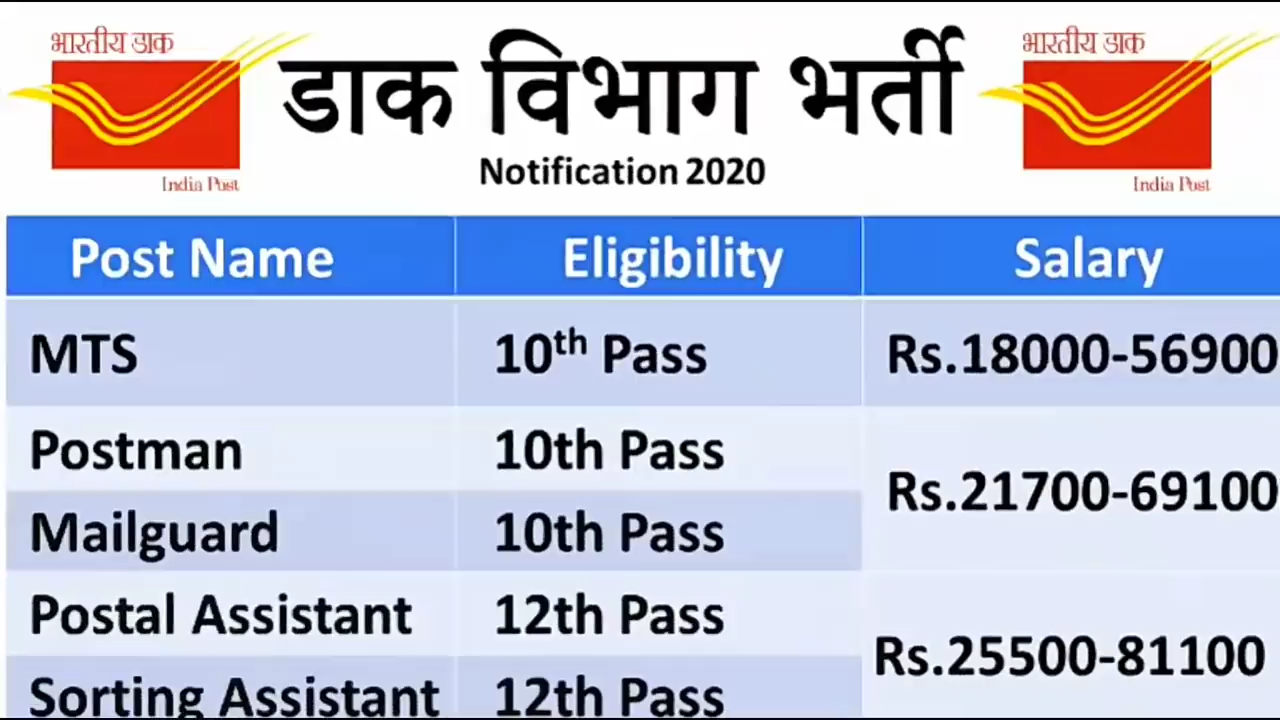 भारतीय डाक
India Post
डाक विभाग भर्ती
Notification 2020
भारतीय डाक
India Post
Post Name Eligibility Salary
MTS 10th Pass Rs.18000-56900
Postman 10th Pass
Rs.21700-69100
Mailguard 10th Pass
Postal Assistant 12th Pass
Rs.25500-81100
Sorting Assistant 12th Pass